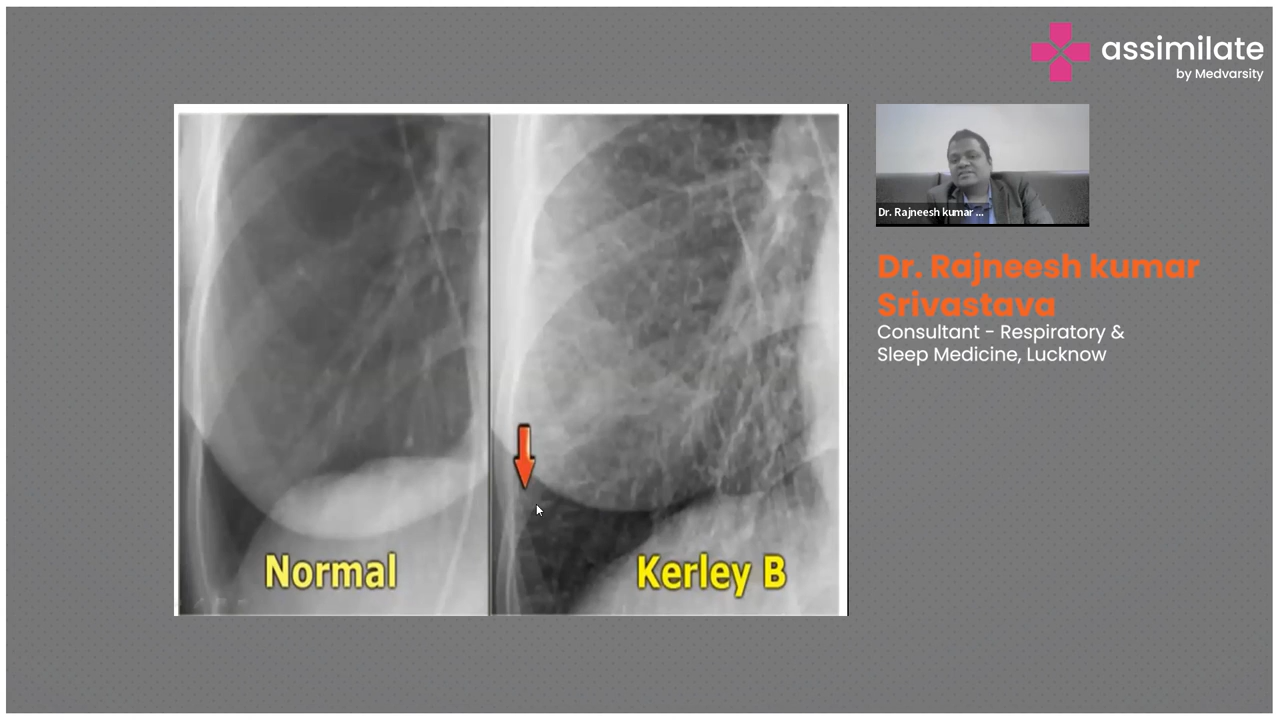 assimilate
by Medvarsity
Dr. Rajneesh kumar ...
Dr. Rajneesh kumar
Srivastava
Consultant - Respiratory &
Sleep Medicine, Lucknow
Normal
Kerley B